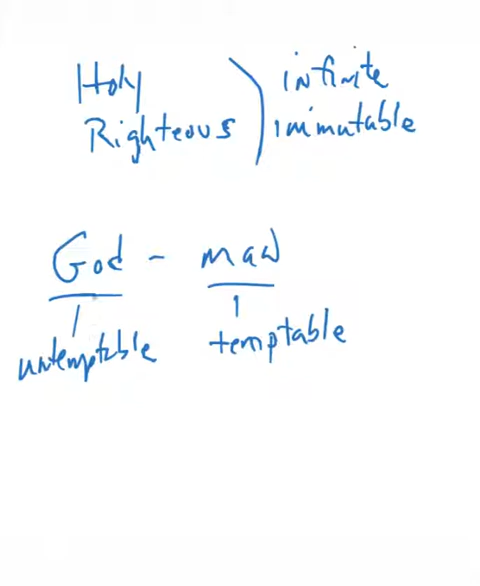 Holy
Righteous
infinite
immutable
God - man
untemptable
temptable